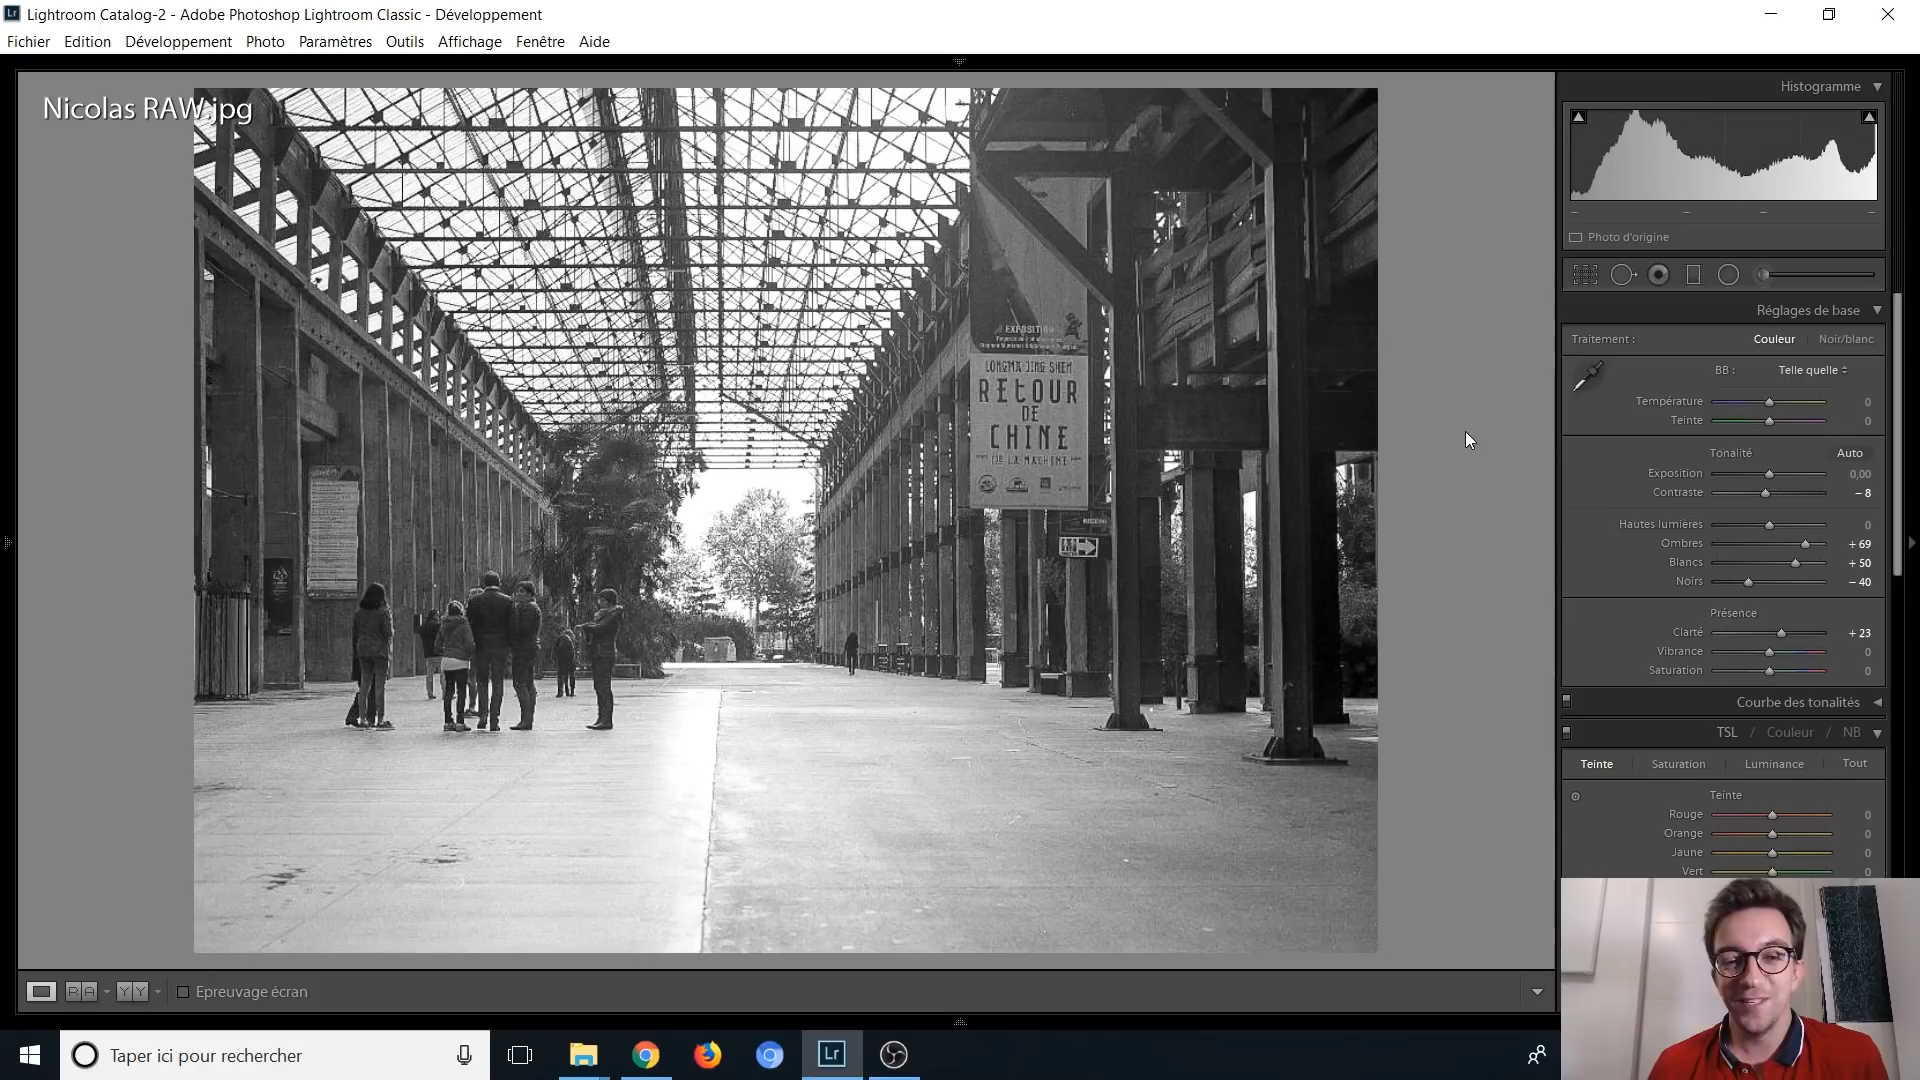 Lightroom Catalog-2 - Adobe Photoshop Lightroom Classic - Développement
Fichier Edition Développement Photo Paramètres Outils Affichage Fenêtre Aide
Nicolas RAW.jpg
Histogramme
Photo d'origine
Réglages de base
Traitement : Couleur Noir/blanc
BB : Telle quelle
Température 0
Teinte 0
Tonalité Auto
Exposition 0,00
Contraste – 8
Hautes lumières 0
Ombres + 69
Blancs + 50
Noirs – 40
Présence
Clarté + 23
Vibrance 0
Saturation 0
Courbe des tonalités
TSL / Couleur / NB
Teinte Saturation Luminance Tout
Teinte
Rouge 0
Orange 0
Jaune 0
Vert
EXPOSITION
LONGMA JING SHEN
RETOUR
DE
CHINE
DE LA MACHINE
RA YY Epreuvage écran
Taper ici pour rechercher
Lr